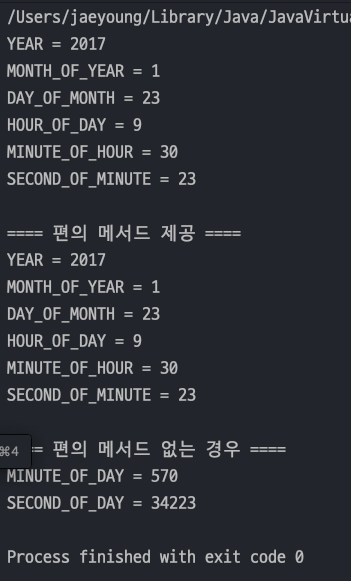 /Users/jaeyoung/Library/Java/JavaVirtua
YEAR = 2017
MONTH_OF_YEAR = 1
DAY_OF_MONTH = 23
HOUR_OF_DAY = 9
MINUTE_OF_HOUR = 30
SECOND_OF_MINUTE = 23
==== 편의 메서드 제공 ====
YEAR = 2017
MONTH_OF_YEAR = 1
DAY_OF_MONTH = 23
HOUR_OF_DAY = 9
MINUTE_OF_HOUR = 30
SECOND_OF_MINUTE = 23
⌘4 = 편의 메서드 없는 경우 ====
MINUTE_OF_DAY = 570
SECOND_OF_DAY = 34223
Process finished with exit code 0